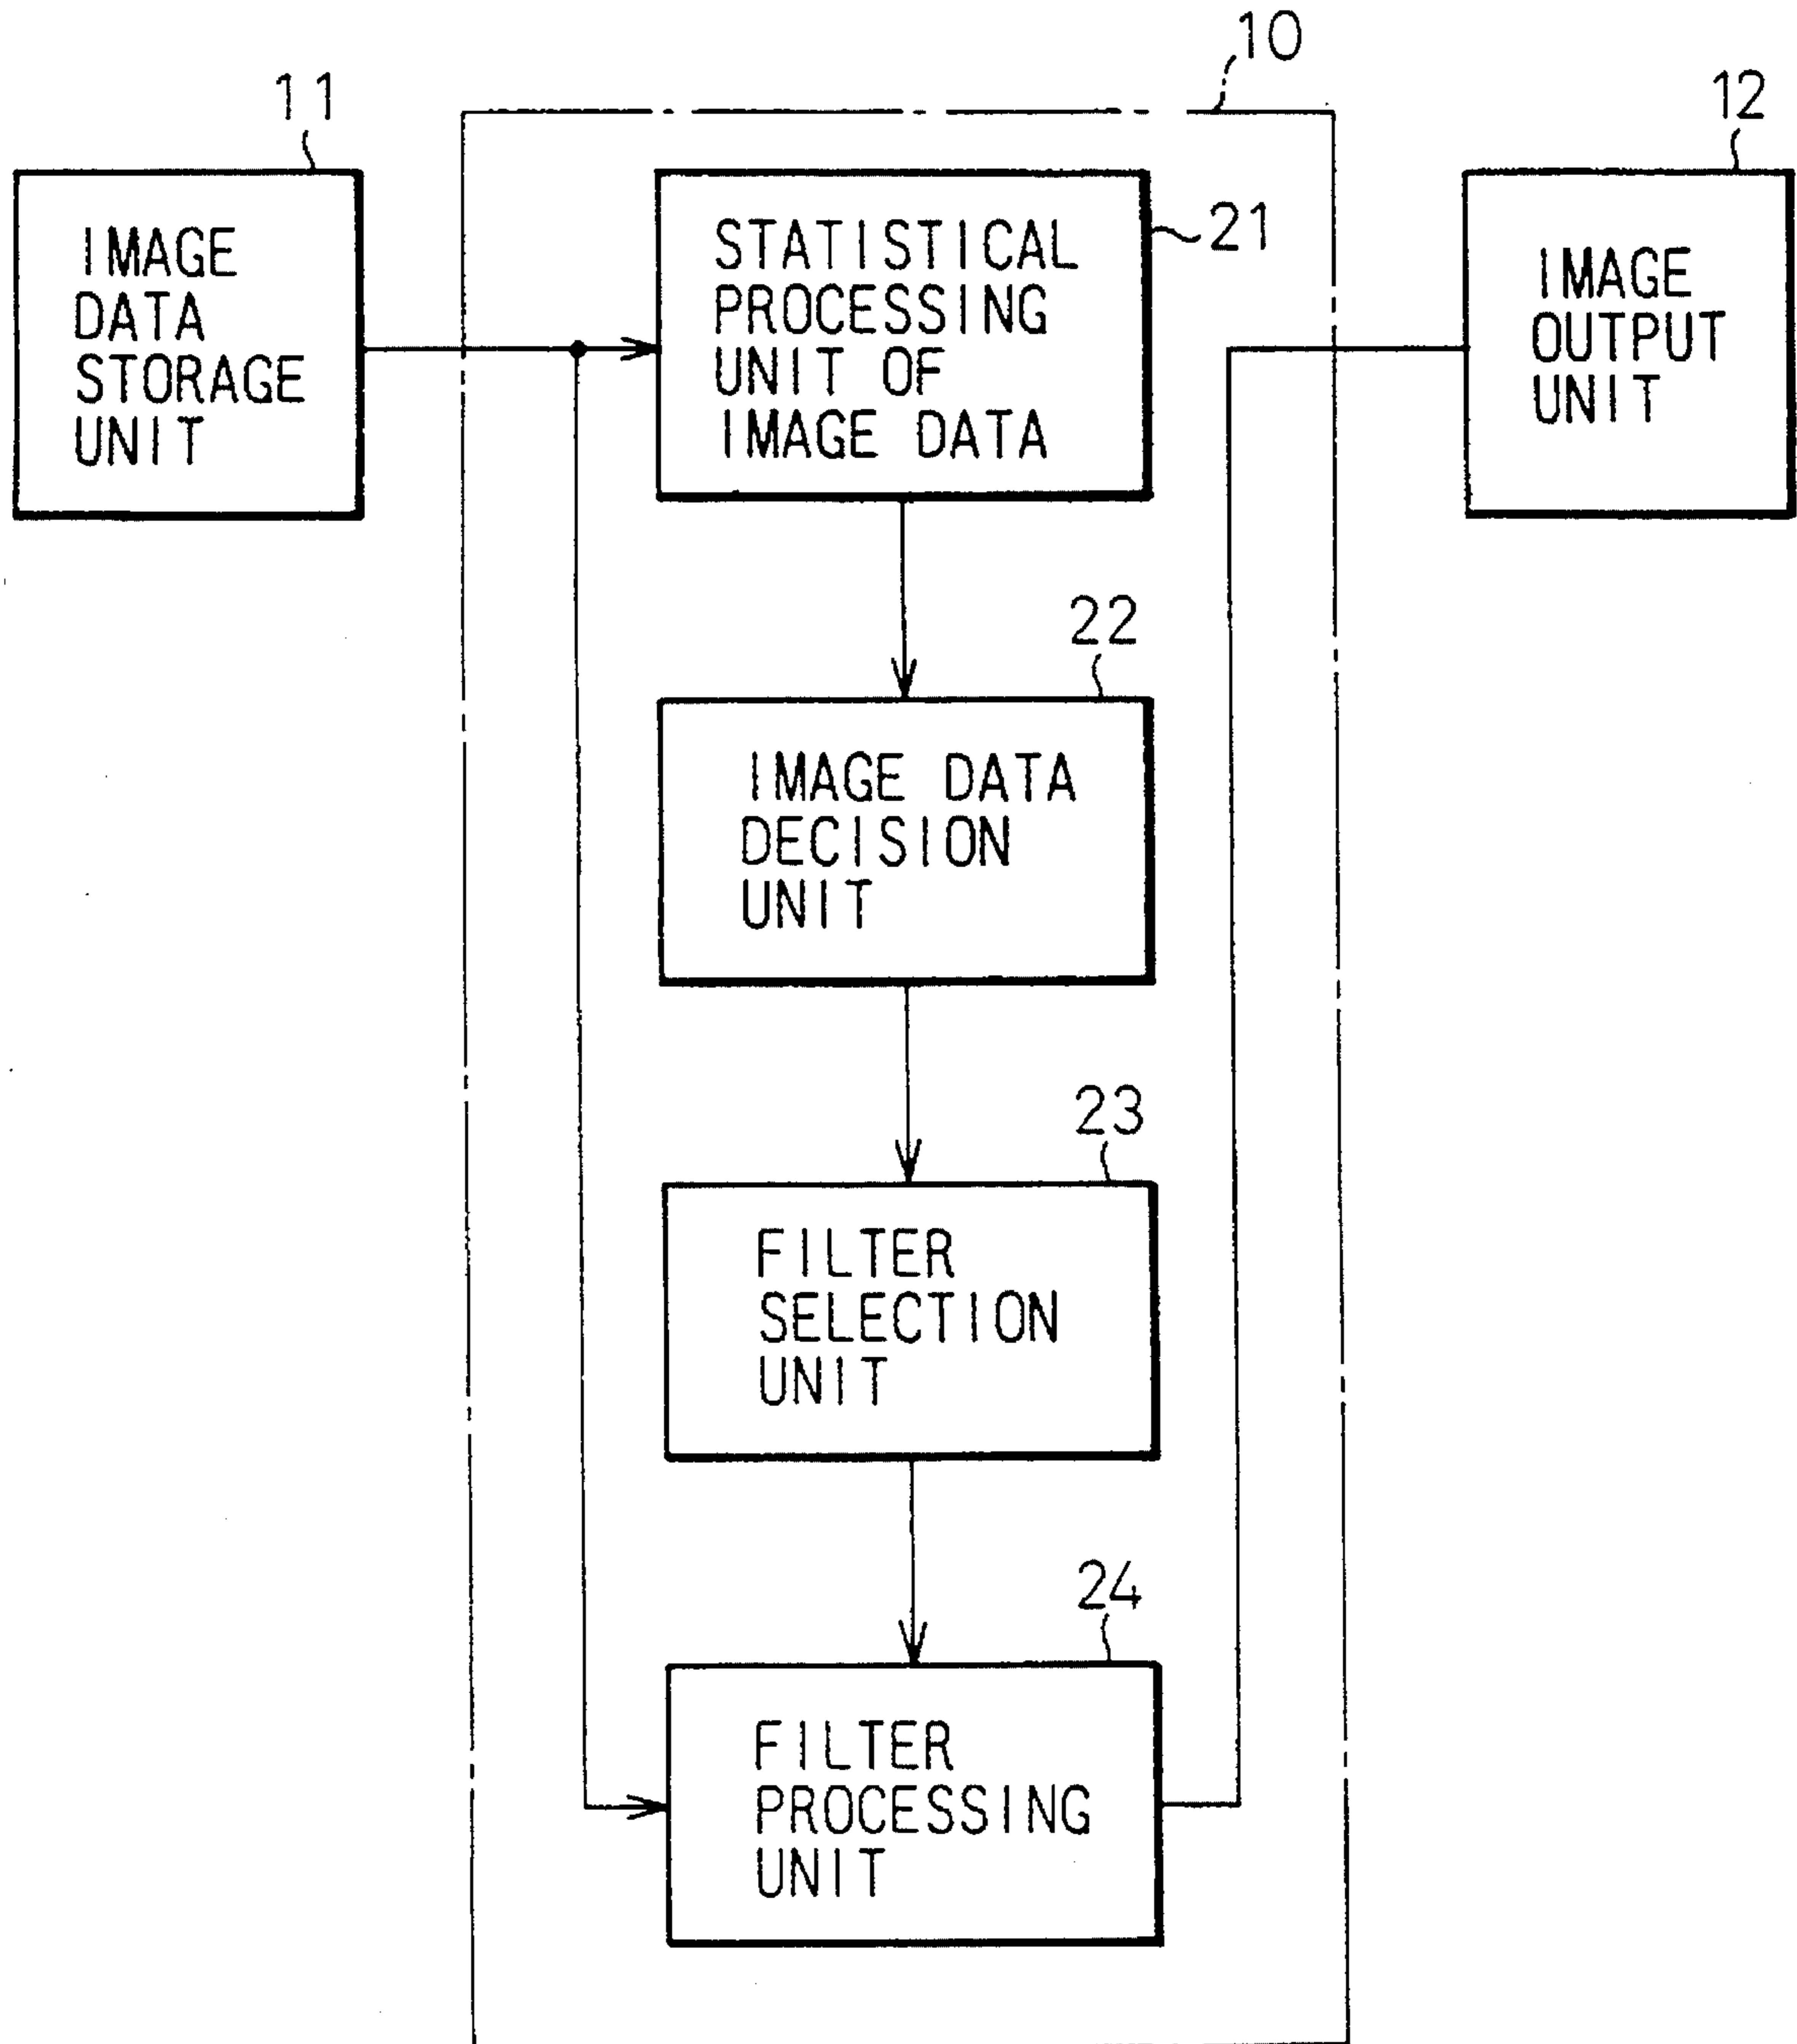 10
11
12
IMAGE
DATA
STORAGE
UNIT
STATISTICAL
PROCESSING
UNIT OF
IMAGE DATA
21
IMAGE
OUTPUT
UNIT
22
IMAGE DATA
DECISION
UNIT
23
FILTER
SELECTION
UNIT
24
FILTER
PROCESSING
UNIT